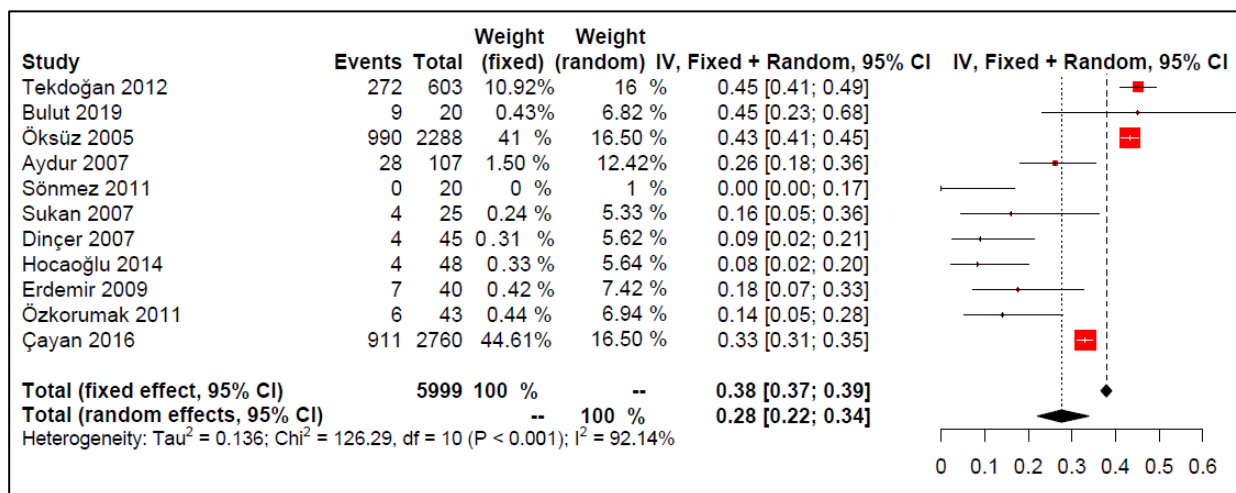 Weight Weight
Study Events Total (fixed) (random) IV, Fixed + Random, 95% CI IV, Fixed + Random, 95% CI
Tekdoğan 2012 272 603 10.92% 16 % 0.45 [0.41; 0.49]
Bulut 2019 9 20 0.43% 6.82 % 0.45 [0.23; 0.68]
Öksüz 2005 990 2288 41 % 16.50 % 0.43 [0.41; 0.45]
Aydur 2007 28 107 1.50 % 12.42% 0.26 [0.18; 0.36]
Sönmez 2011 0 20 0 % 1 % 0.00 [0.00; 0.17]
Sukan 2007 4 25 0.24 % 5.33 % 0.16 [0.05; 0.36]
Dinçer 2007 4 45 0.31 % 5.62 % 0.09 [0.02; 0.21]
Hocaoğlu 2014 4 48 0.33 % 5.64 % 0.08 [0.02; 0.20]
Erdemir 2009 7 40 0.42 % 7.42 % 0.18 [0.07; 0.33]
Özkorumak 2011 6 43 0.44 % 6.94 % 0.14 [0.05; 0.28]
Çayan 2016 911 2760 44.61% 16.50 % 0.33 [0.31; 0.35]
Total (fixed effect, 95% CI) 5999 100 % -- 0.38 [0.37; 0.39]
Total (random effects, 95% CI) -- 100 % 0.28 [0.22; 0.34]
Heterogeneity: Tau² = 0.136; Chi² = 126.29, df = 10 (P < 0.001); I² = 92.14%
0 0.1 0.2 0.3 0.4 0.5 0.6